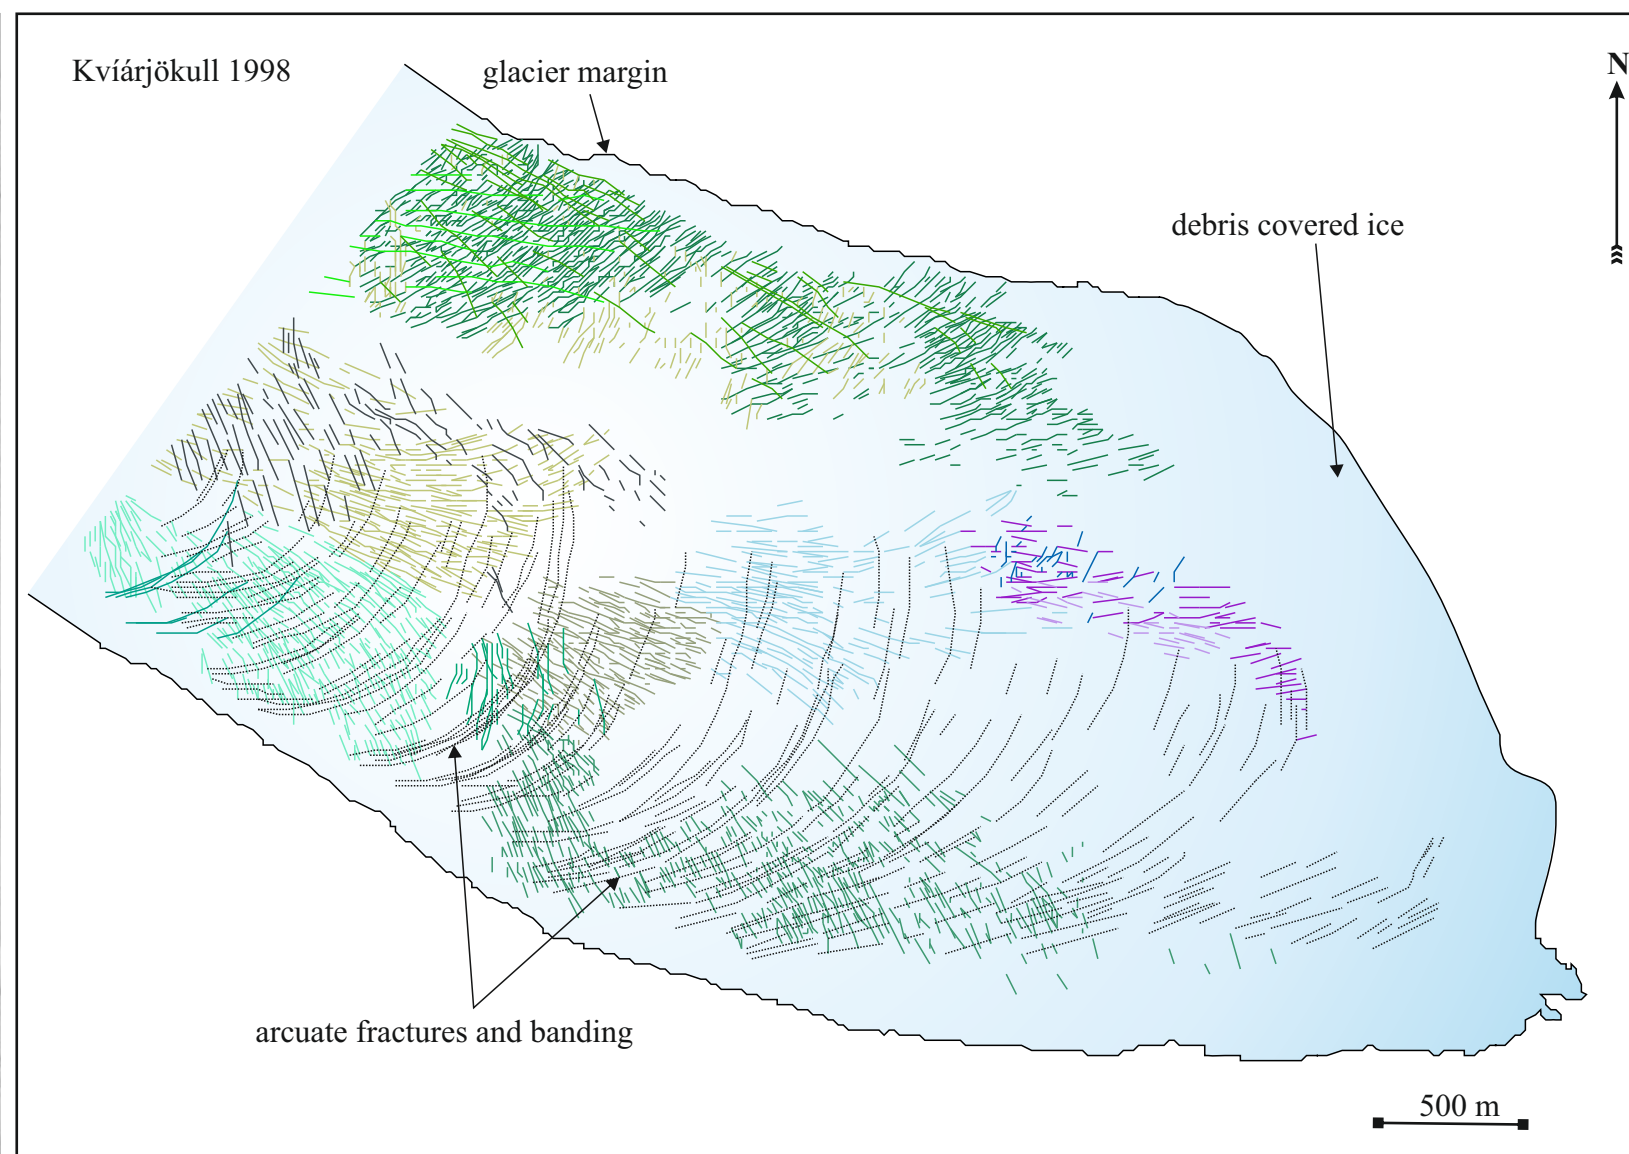 Kvíárjökull 1998
glacier margin
N
debris covered ice
arcuate fractures and banding
500 m